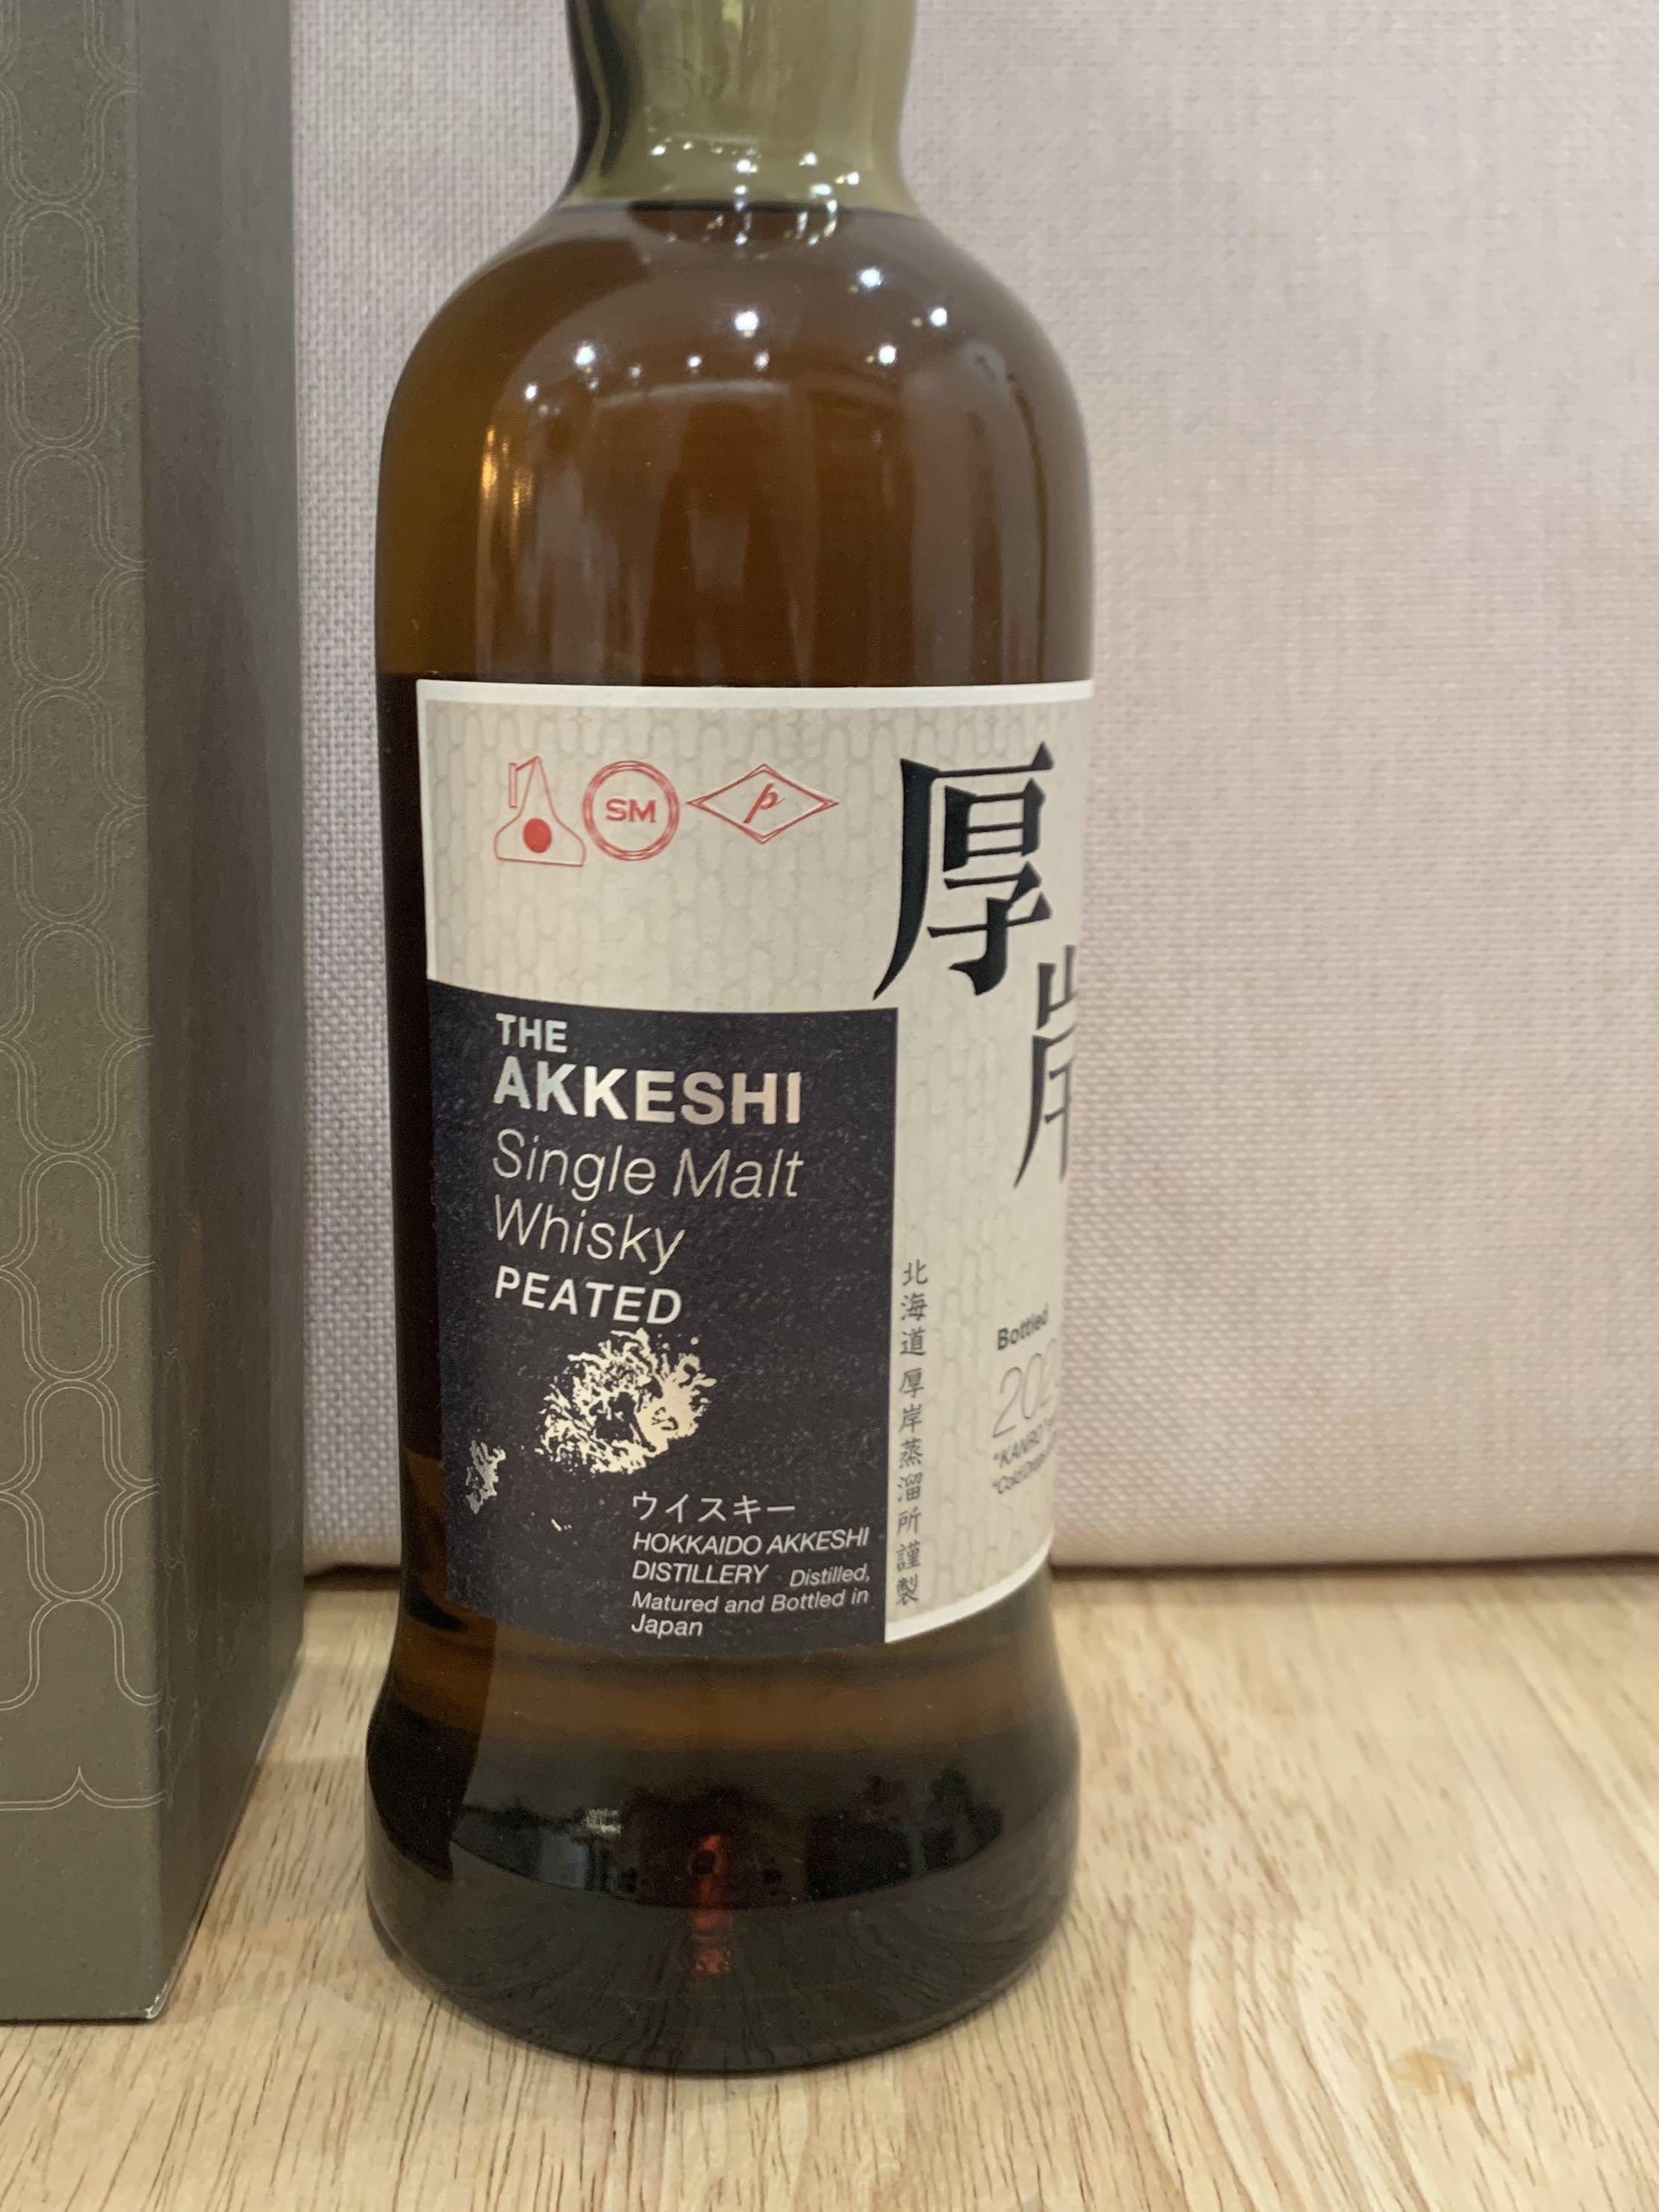 SM
p
厚岸
THE
AKKESHI
Single Malt
Whisky
PEATED
ウイスキー
HOKKAIDO AKKESHI
DISTILLERY Distilled,
Matured and Bottled in
Japan
北海道 厚岸蒸溜所 謹製
Bottled
"KANRO"